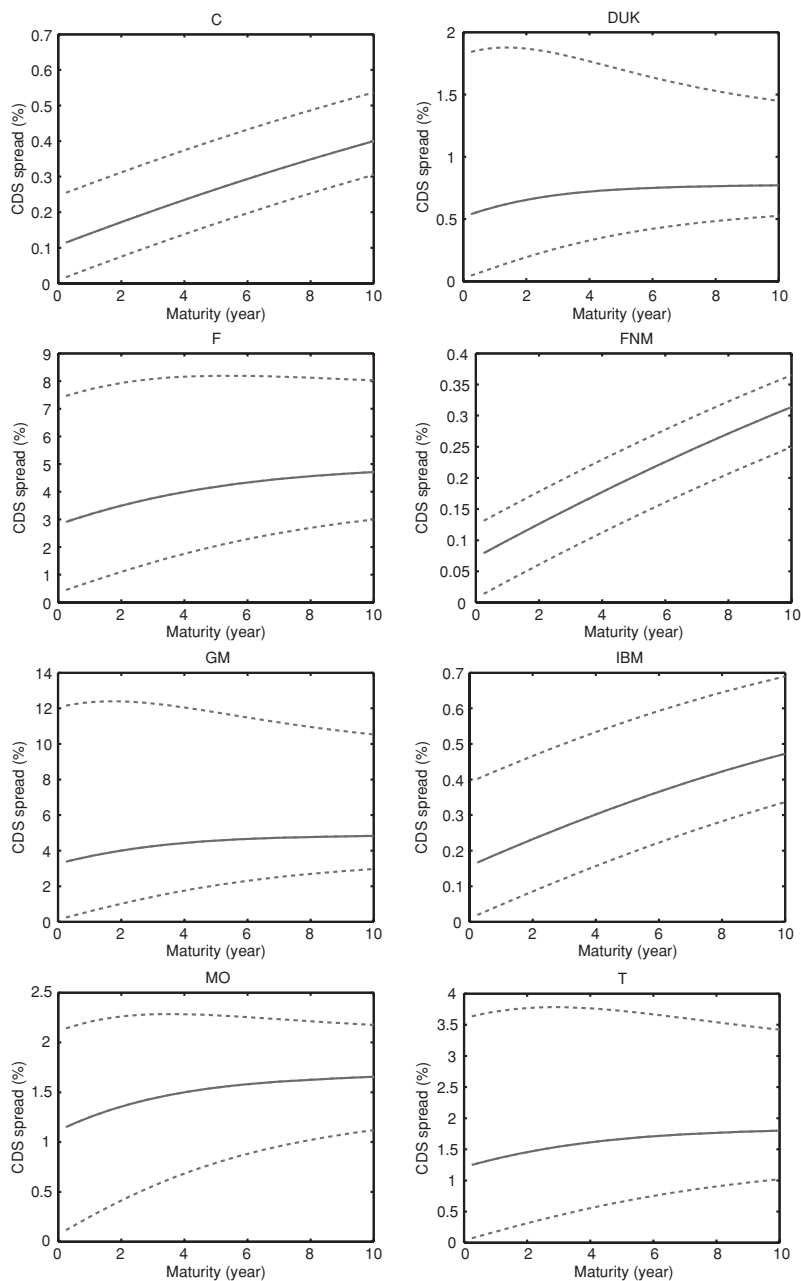 C
CDS spread (%)
0.7
0.6
0.5
0.4
0.3
0.2
0.1
0
0 2 4 6 8 10
Maturity (year)
DUK
CDS spread (%)
2
1.5
1
0.5
0
0 2 4 6 8 10
Maturity (year)
F
CDS spread (%)
9
8
7
6
5
4
3
2
1
0
0 2 4 6 8 10
Maturity (year)
FNM
CDS spread (%)
0.4
0.35
0.3
0.25
0.2
0.15
0.1
0.05
0
0 2 4 6 8 10
Maturity (year)
GM
CDS spread (%)
14
12
10
8
6
4
2
0
0 2 4 6 8 10
Maturity (year)
IBM
CDS spread (%)
0.7
0.6
0.5
0.4
0.3
0.2
0.1
0
0 2 4 6 8 10
Maturity (year)
MO
CDS spread (%)
2.5
2
1.5
1
0.5
0
0 2 4 6 8 10
Maturity (year)
T
CDS spread (%)
4
3.5
3
2.5
2
1.5
1
0.5
0
0 2 4 6 8 10
Maturity (year)